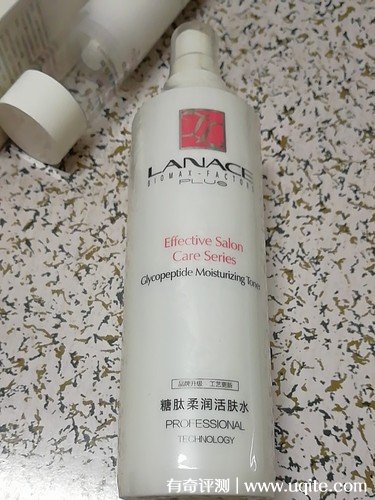 LANACE
BIOMAX-FACTORS
PLUS
Effective Salon
Care Series
Glycopeptide Moisturizing Toner
品牌升级 工艺更新
糖肽柔润活肤水
PROFESSIONAL
TECHNOLOGY
有奇评测 | www.uqite.com